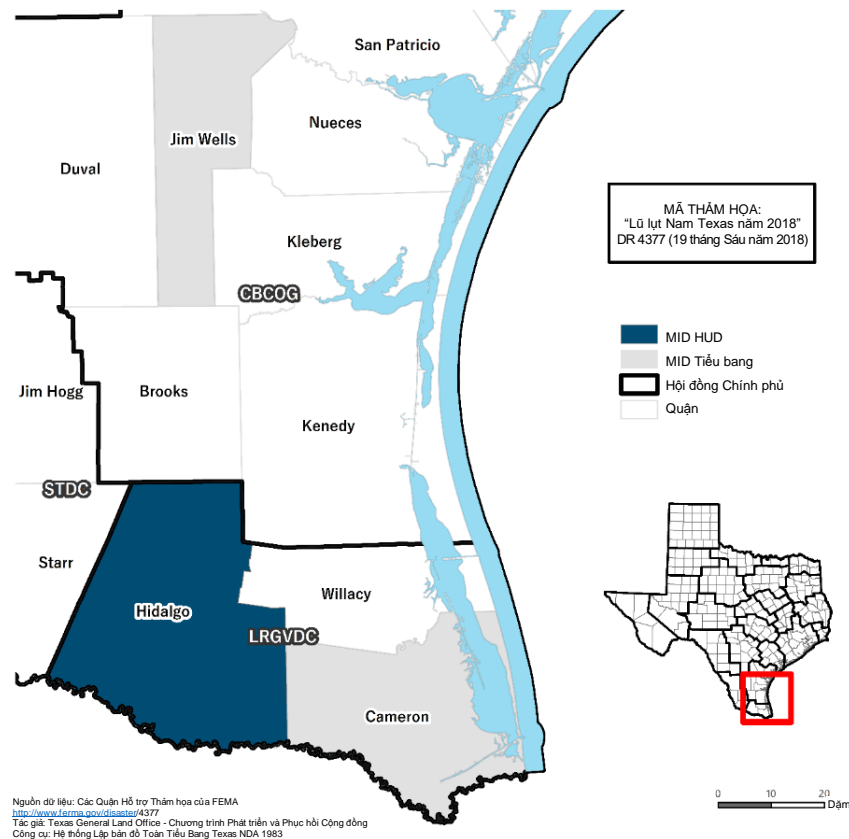 San Patricio
Nueces
Jim Wells
Duval
Kleberg
CBCOG
Jim Hogg
Brooks
Kenedy
STDC
Starr
Hidalgo
Willacy
LRGVDC
Cameron
MÃ THẢM HỌA:
“Lũ lụt Nam Texas năm 2018”
DR 4377 (19 tháng Sáu năm 2018)
MID HUD
MID Tiểu bang
Hội đồng Chính phủ
Quận
0 10 20
Dặm
Nguồn dữ liệu: Các Quận Hỗ trợ Thảm họa của FEMA
http://www.ferma.gov/disaster/4377
Tác giả: Texas General Land Office - Chương trình Phát triển và Phục hồi Cộng đồng
Công cụ: Hệ thống Lập bản đồ Toàn Tiểu Bang Texas NDA 1983